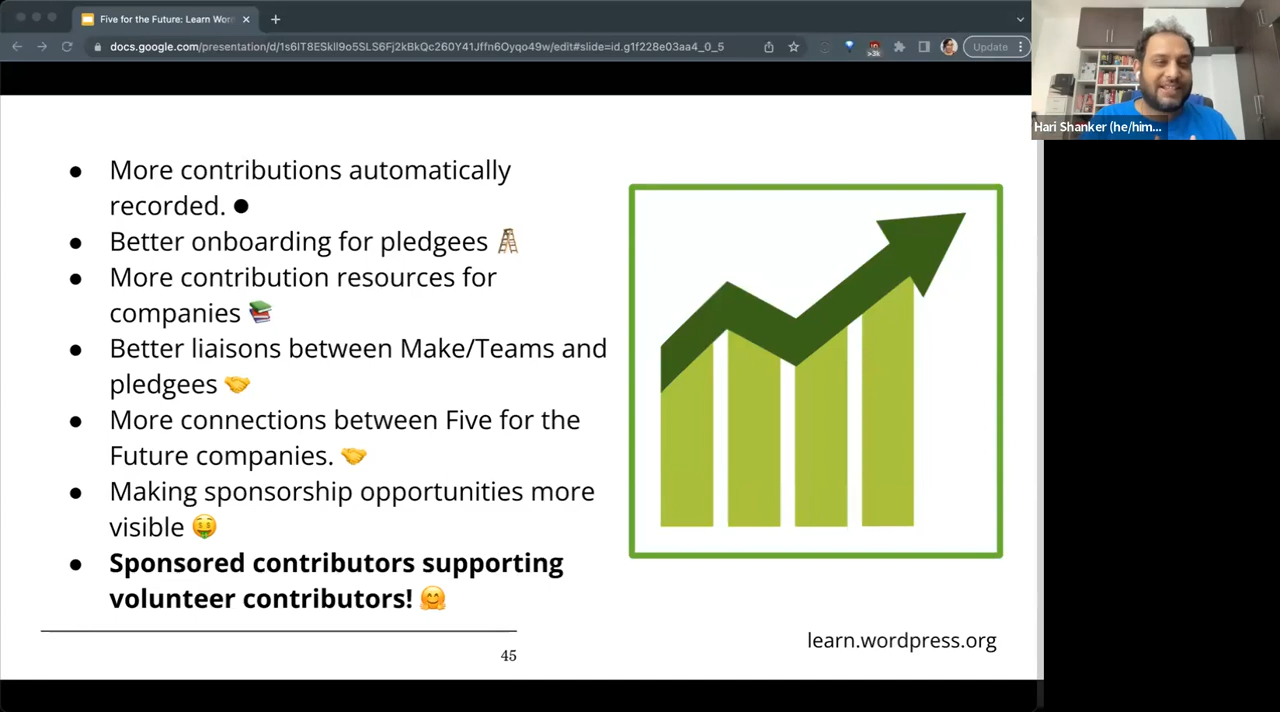 Five for the Future: Learn Wor
docs.google.com/presentation/d/1s6IT8ESklI9o5SLS6Fj2kBkQc260Y41Jffn6Oyqo49w/edit#slide=id.g1f228e03aa4_0_5
>3k
Update
Hari Shanker (he/him...
● More contributions automatically
recorded. ●
● Better onboarding for pledgees 🪜
● More contribution resources for
companies 📚
● Better liaisons between Make/Teams and
pledgees 🤝
● More connections between Five for the
Future companies. 🤝
● Making sponsorship opportunities more
visible 🤑
● Sponsored contributors supporting
volunteer contributors! 🤗
45
learn.wordpress.org